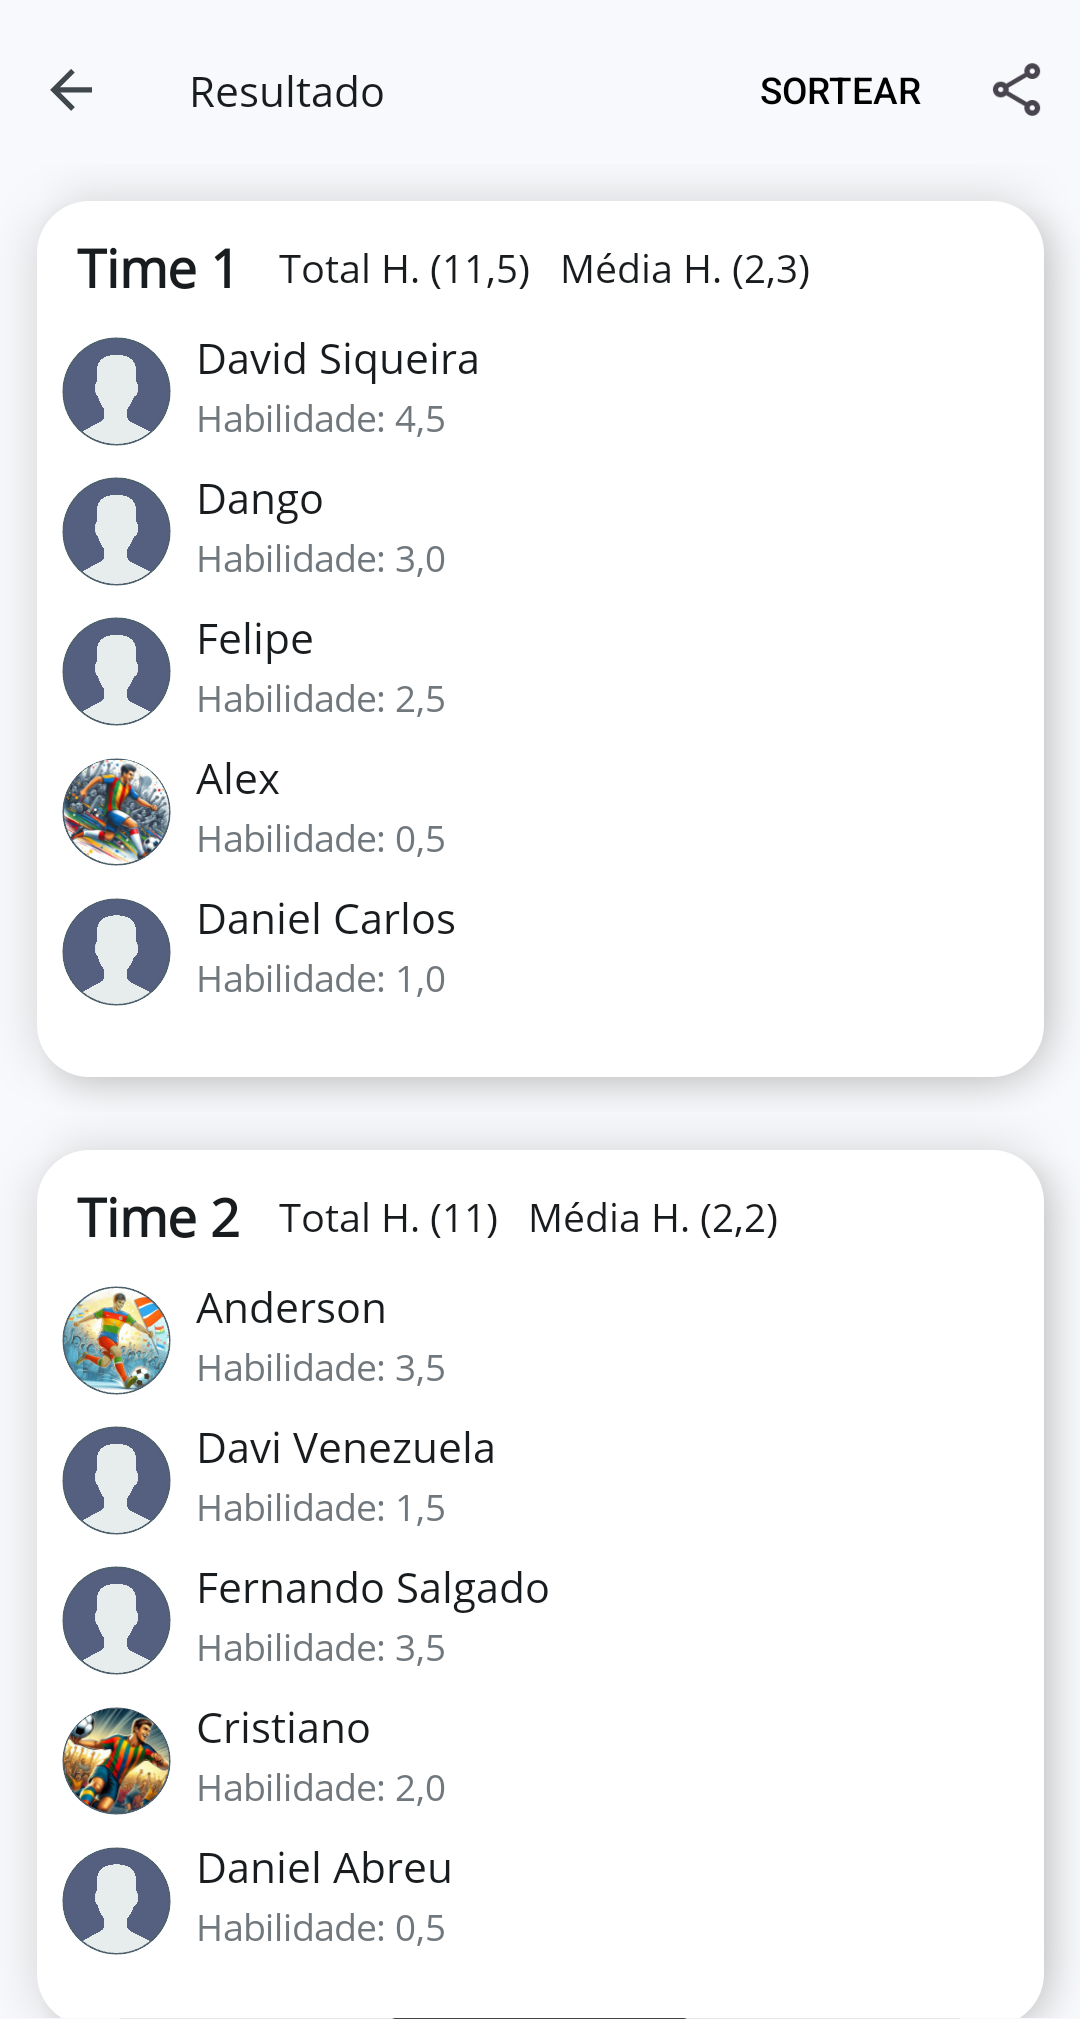 Resultado SORTEAR
Time 1 Total H. (11,5) Média H. (2,3)
David Siqueira
Habilidade: 4,5
Dango
Habilidade: 3,0
Felipe
Habilidade: 2,5
Alex
Habilidade: 0,5
Daniel Carlos
Habilidade: 1,0
Time 2 Total H. (11) Média H. (2,2)
Anderson
Habilidade: 3,5
Davi Venezuela
Habilidade: 1,5
Fernando Salgado
Habilidade: 3,5
Cristiano
Habilidade: 2,0
Daniel Abreu
Habilidade: 0,5